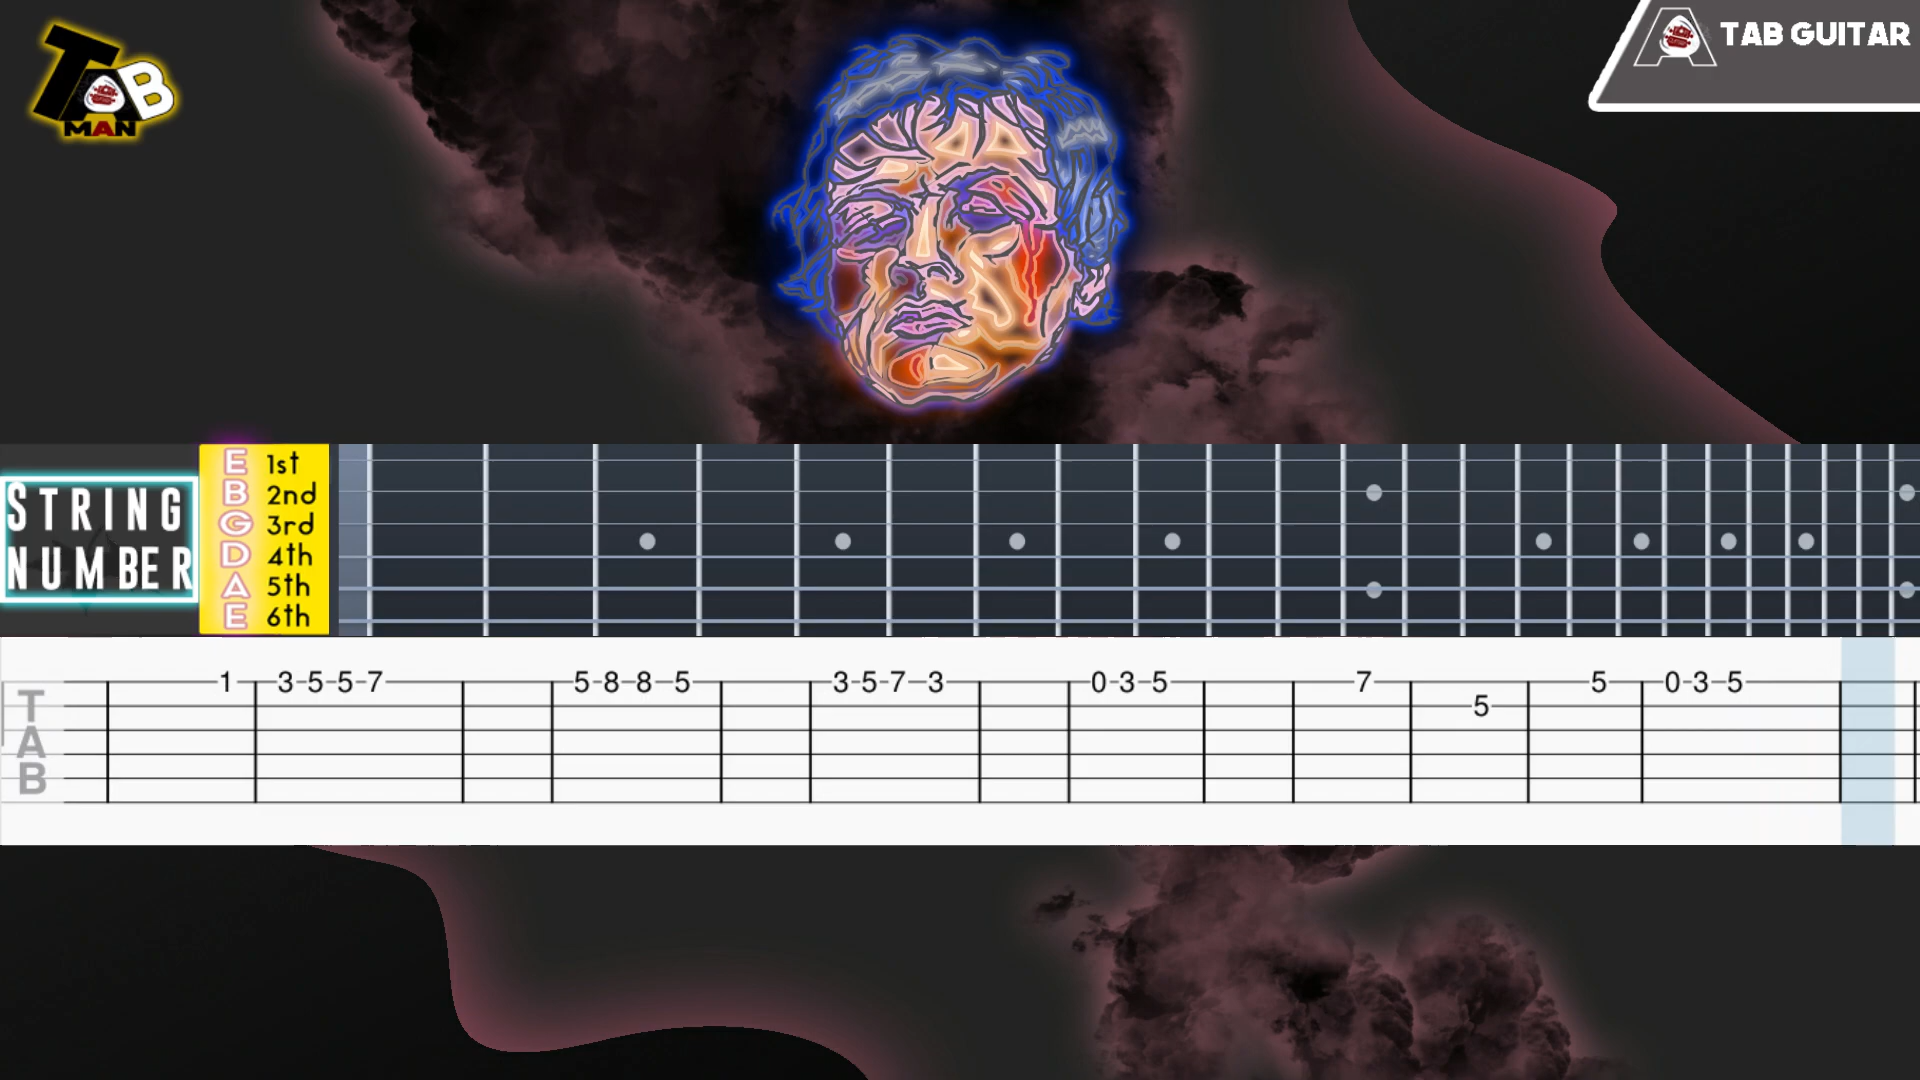 TAB
MAN
TAB GUITAR
STRING
NUMBER
E 1st
B 2nd
G 3rd
D 4th
A 5th
E 6th
1 3-5-5-7 5-8-8-5 3-5-7-3 0-3-5 7 5 0-3-5
5
T
A
B